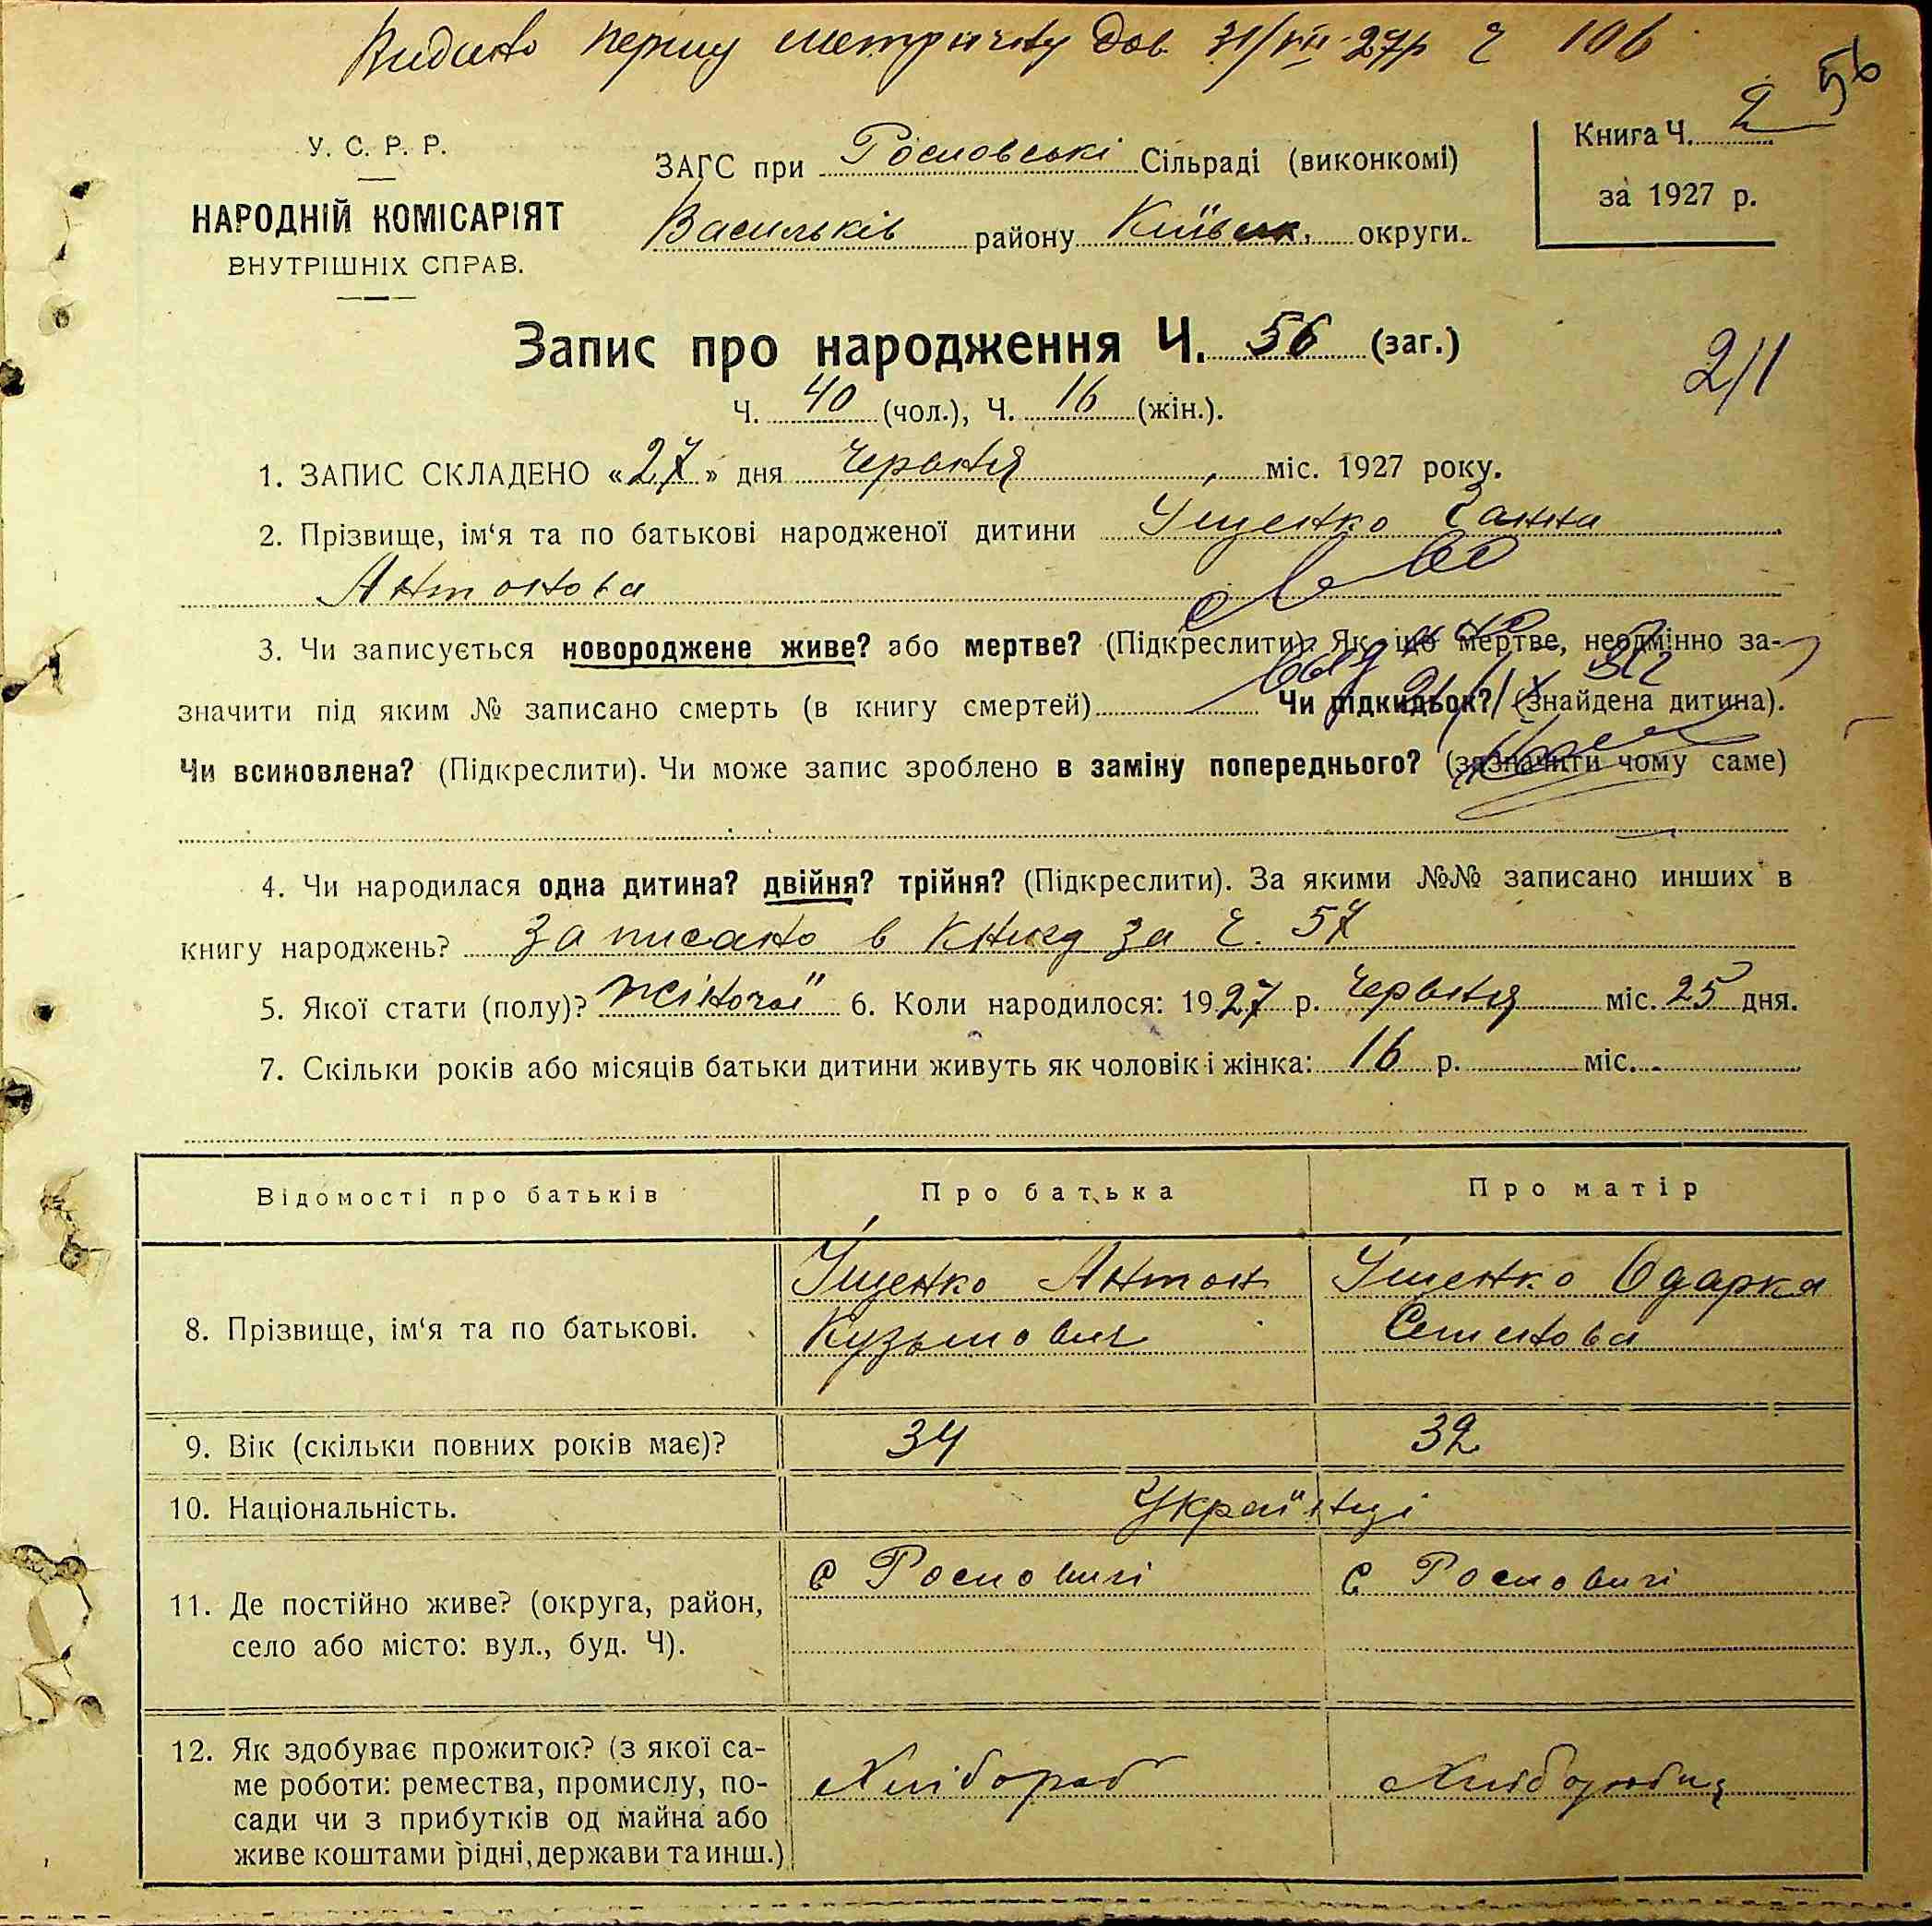 Видано першу метричну дов. 31/VII-27р Ч 106
56
У. С. Р. Р.
НАРОДНІЙ КОМІСАРІЯТ
ВНУТРІШНІХ СПРАВ.
ЗАГС при Росновські Сільраді (виконкомі)
Васильків району Київськ. округи.
Книга Ч. 2
за 1927 р.
Запис про народження Ч. 56 (заг.)
2/1
Ч. 40 (чол.), Ч. 16 (жін.).
1. ЗАПИС СКЛАДЕНО «27» дня Червня міс. 1927 року.
2. Прізвище, ім‘я та по батькові народженої дитини Іщенко Ганна
Антонова
3. Чи записується новороджене живе? або мертве? (Підкреслити). Як що мертве, неодмінно за-
значити під яким № записано смерть (в книгу смертей) Чи підкидьок? (Знайдена дитина).
Чи всиновлена? (Підкреслити). Чи може запис зроблено в заміну попереднього? (зазначити чому саме)
4. Чи народилася одна дитина? двійня? трійня? (Підкреслити). За якими №№ записано инших в
книгу народжень? Записано в книгу за Ч. 57
5. Якої стати (полу)? жіночої 6. Коли народилося: 1927 р. Червня міс. 25 дня.
7. Скільки років або місяців батьки дитини живуть як чоловік і жінка: 16 р. міс.
Відомості про батьків Про батька Про матір
8. Прізвище, ім‘я та по батькові. Іщенко Антон Кузьмович Іщенко Одарка Семенова
9. Вік (скільки повних років має)? 34 32
10. Національність. Українці
11. Де постійно живе? (округа, район, с Росновичі с Росновичі
село або місто: вул., буд. Ч).
12. Як здобуває прожиток? (з якої са-
ме роботи: ремества, промислу, по- Хлібороб Хліборобка
сади чи з прибутків од майна або
живе коштами рідні, держави та инш.)